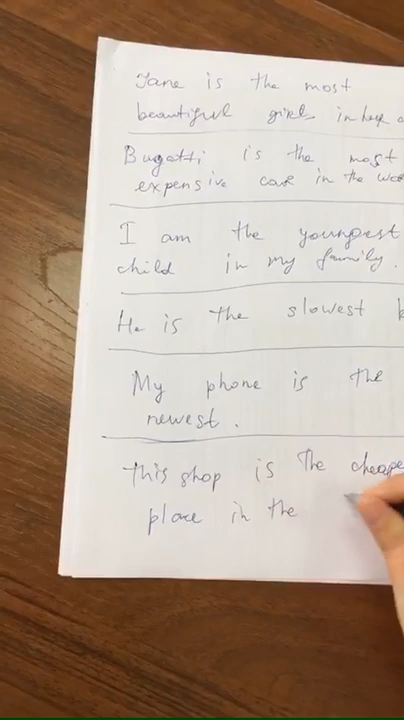 Jane is the most
beautiful girl in her
Bugatti is the most
expensive car in the
I am the youngest
child in my family.
He is the slowest
My phone is the
newest.
This shop is the
place in the